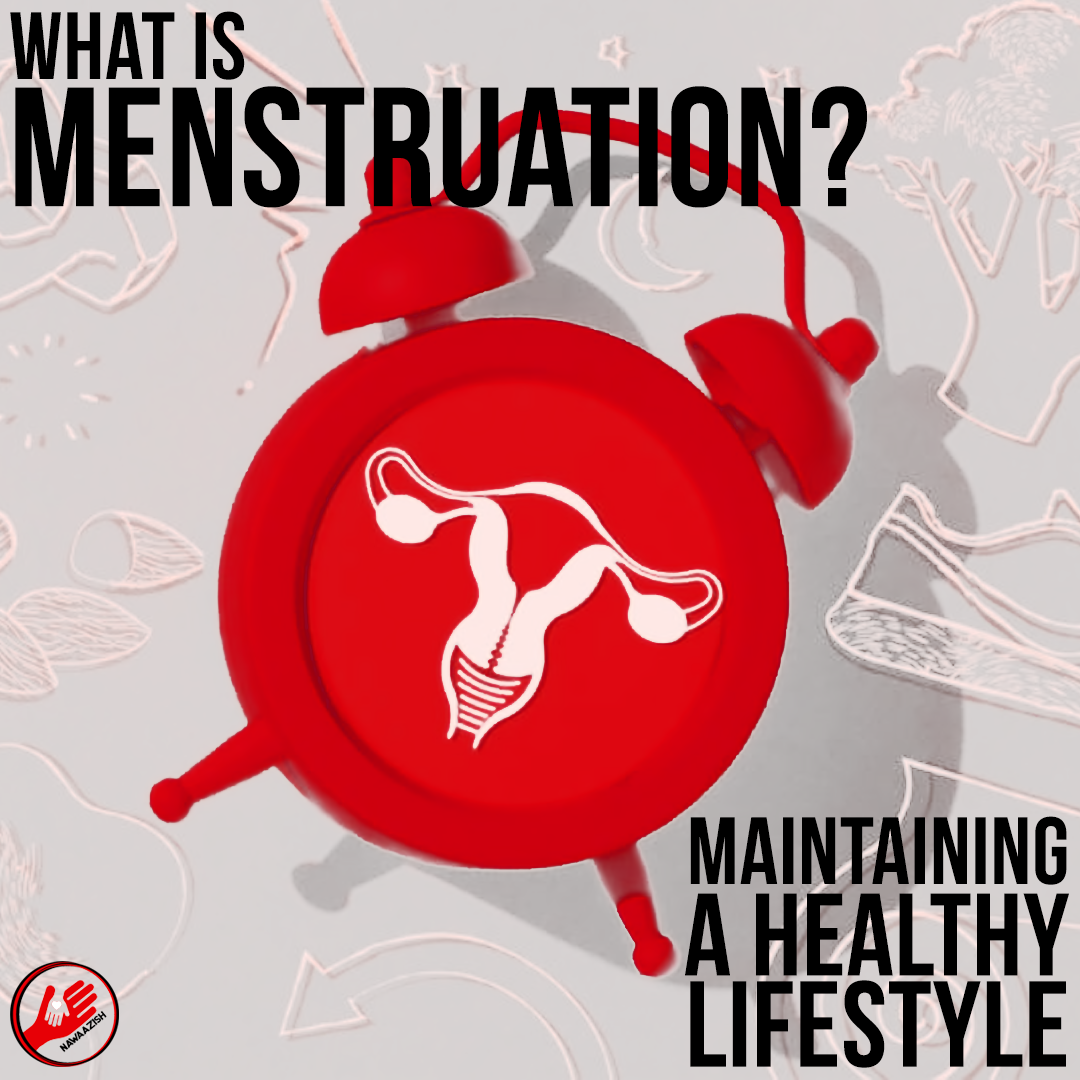 WHAT IS
MENSTRUATION?
MAINTAINING
A HEALTHY
LIFESTYLE
NAWAAZISH